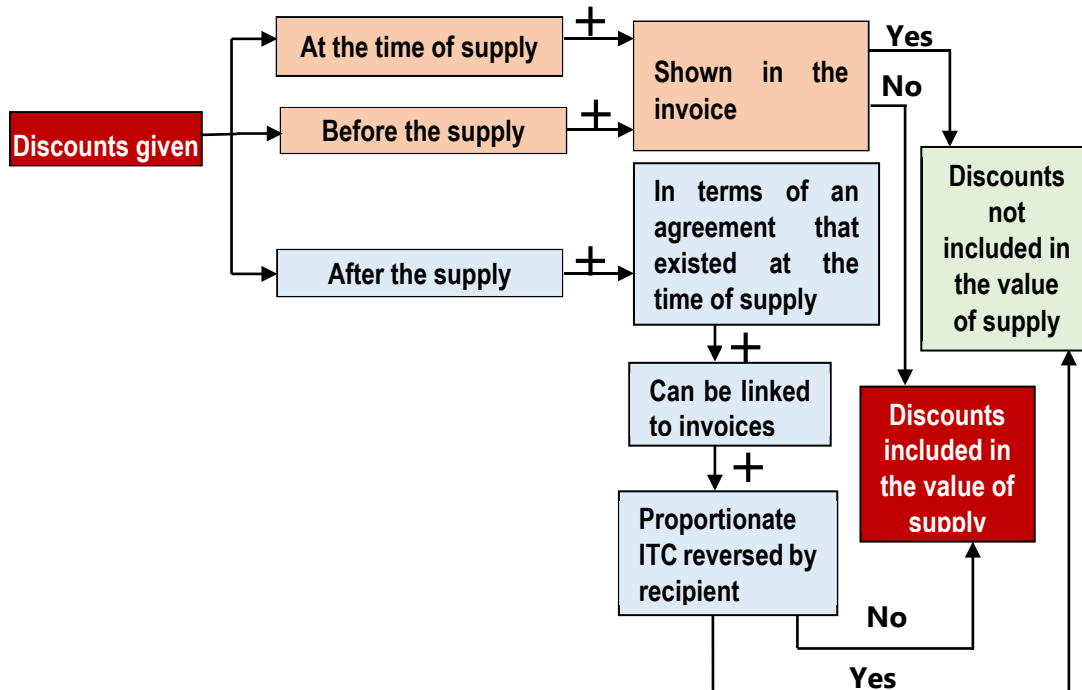 At the time of supply
+
Shown in the
invoice
Yes
No
Discounts given
Before the supply
+
Discounts
not
included in
the value
of supply
In terms of an
agreement that
existed at the
time of supply
After the supply
+
+
Can be linked
to invoices
+
Discounts
included in
the value of
supply
Proportionate
ITC reversed by
recipient
No
Yes